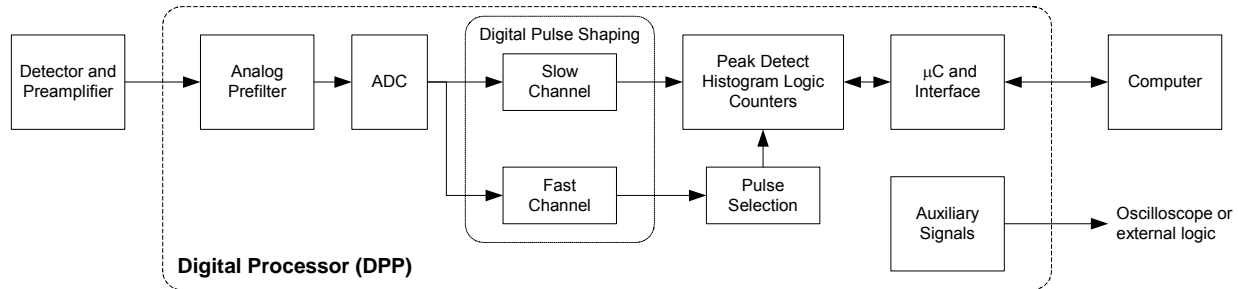 Digital Pulse Shaping
Detector and
Preamplifier
Analog
Prefilter
ADC
Slow
Channel
Peak Detect
Histogram Logic
Counters
μC and
Interface
Computer
Fast
Channel
Pulse
Selection
Auxiliary
Signals
Oscilloscope or
external logic
Digital Processor (DPP)